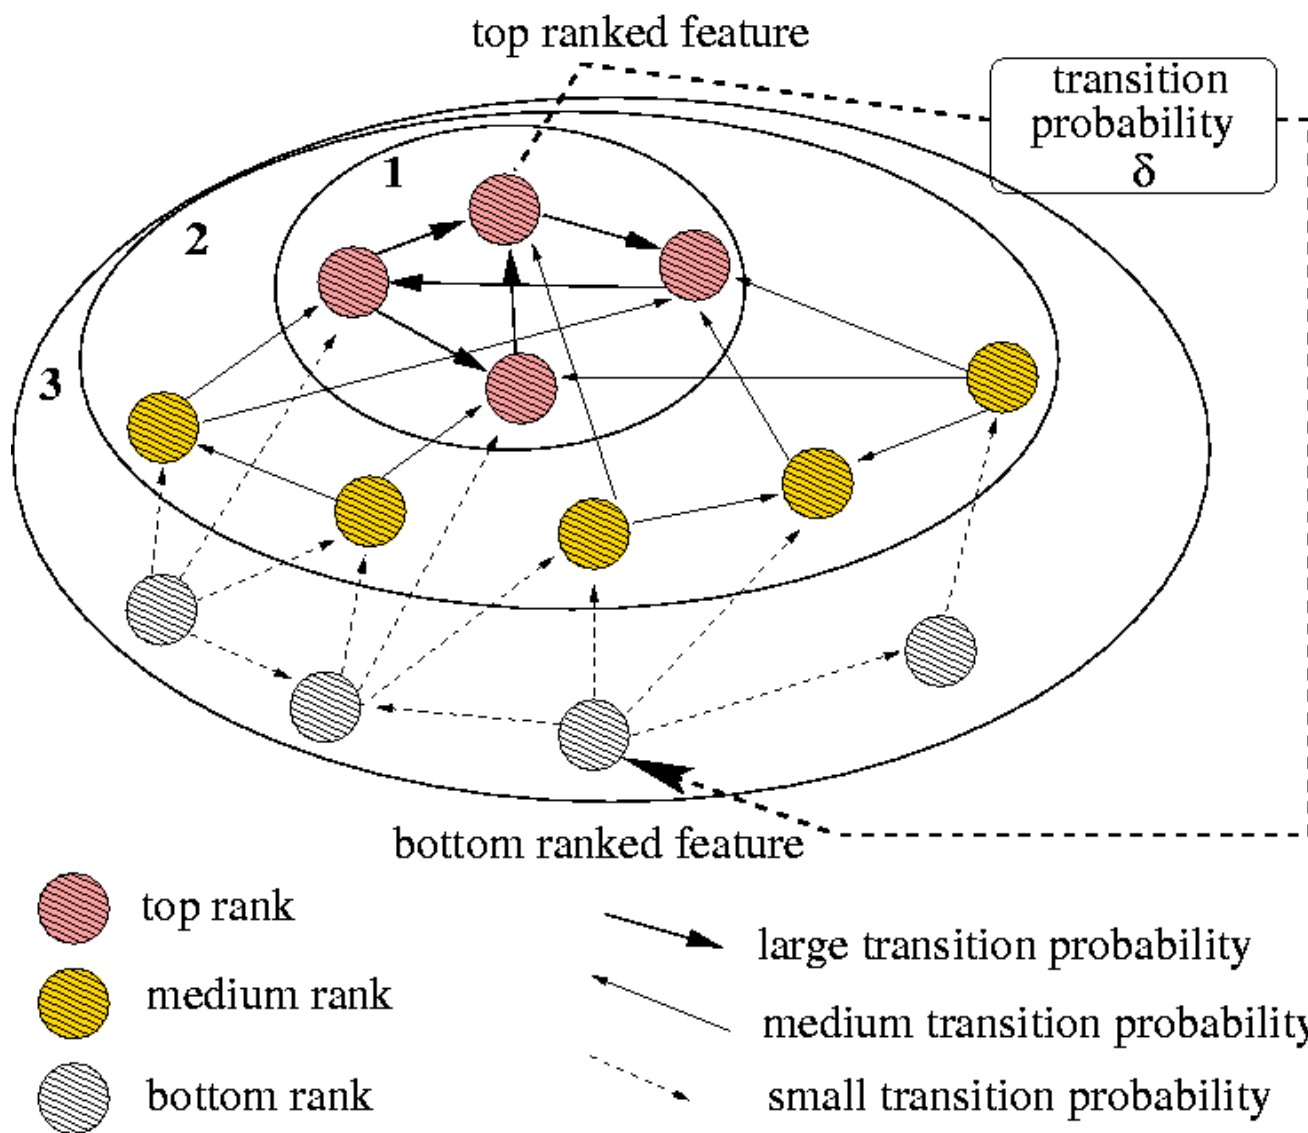 top ranked feature
transition
probability
δ
1
2
3
bottom ranked feature
top rank
large transition probability
medium rank
medium transition probability
bottom rank
small transition probability